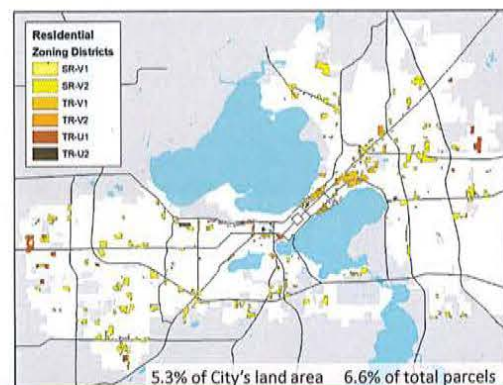 Residential
Zoning Districts
SR-V1
SR-V2
TR-V1
TR-V2
TR-U1
TR-U2
5.3% of City's land area 6.6% of total parcels